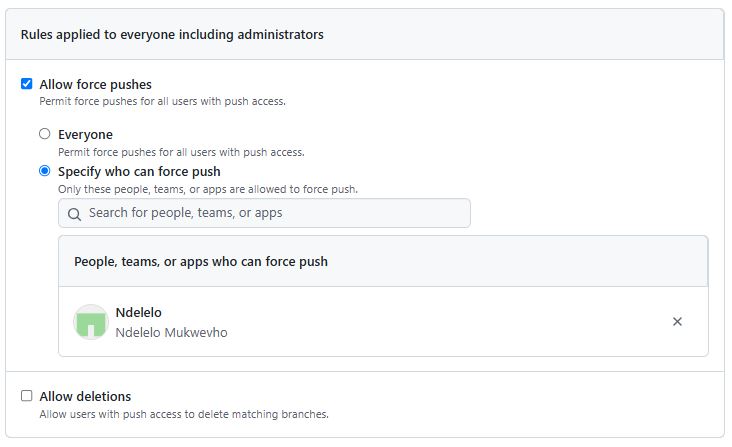 Rules applied to everyone including administrators
Allow force pushes
Permit force pushes for all users with push access.
Everyone
Permit force pushes for all users with push access.
Specify who can force push
Only these people, teams, or apps are allowed to force push.
Search for people, teams, or apps
People, teams, or apps who can force push
Ndelelo
Ndelelo Mukwevho
Allow deletions
Allow users with push access to delete matching branches.